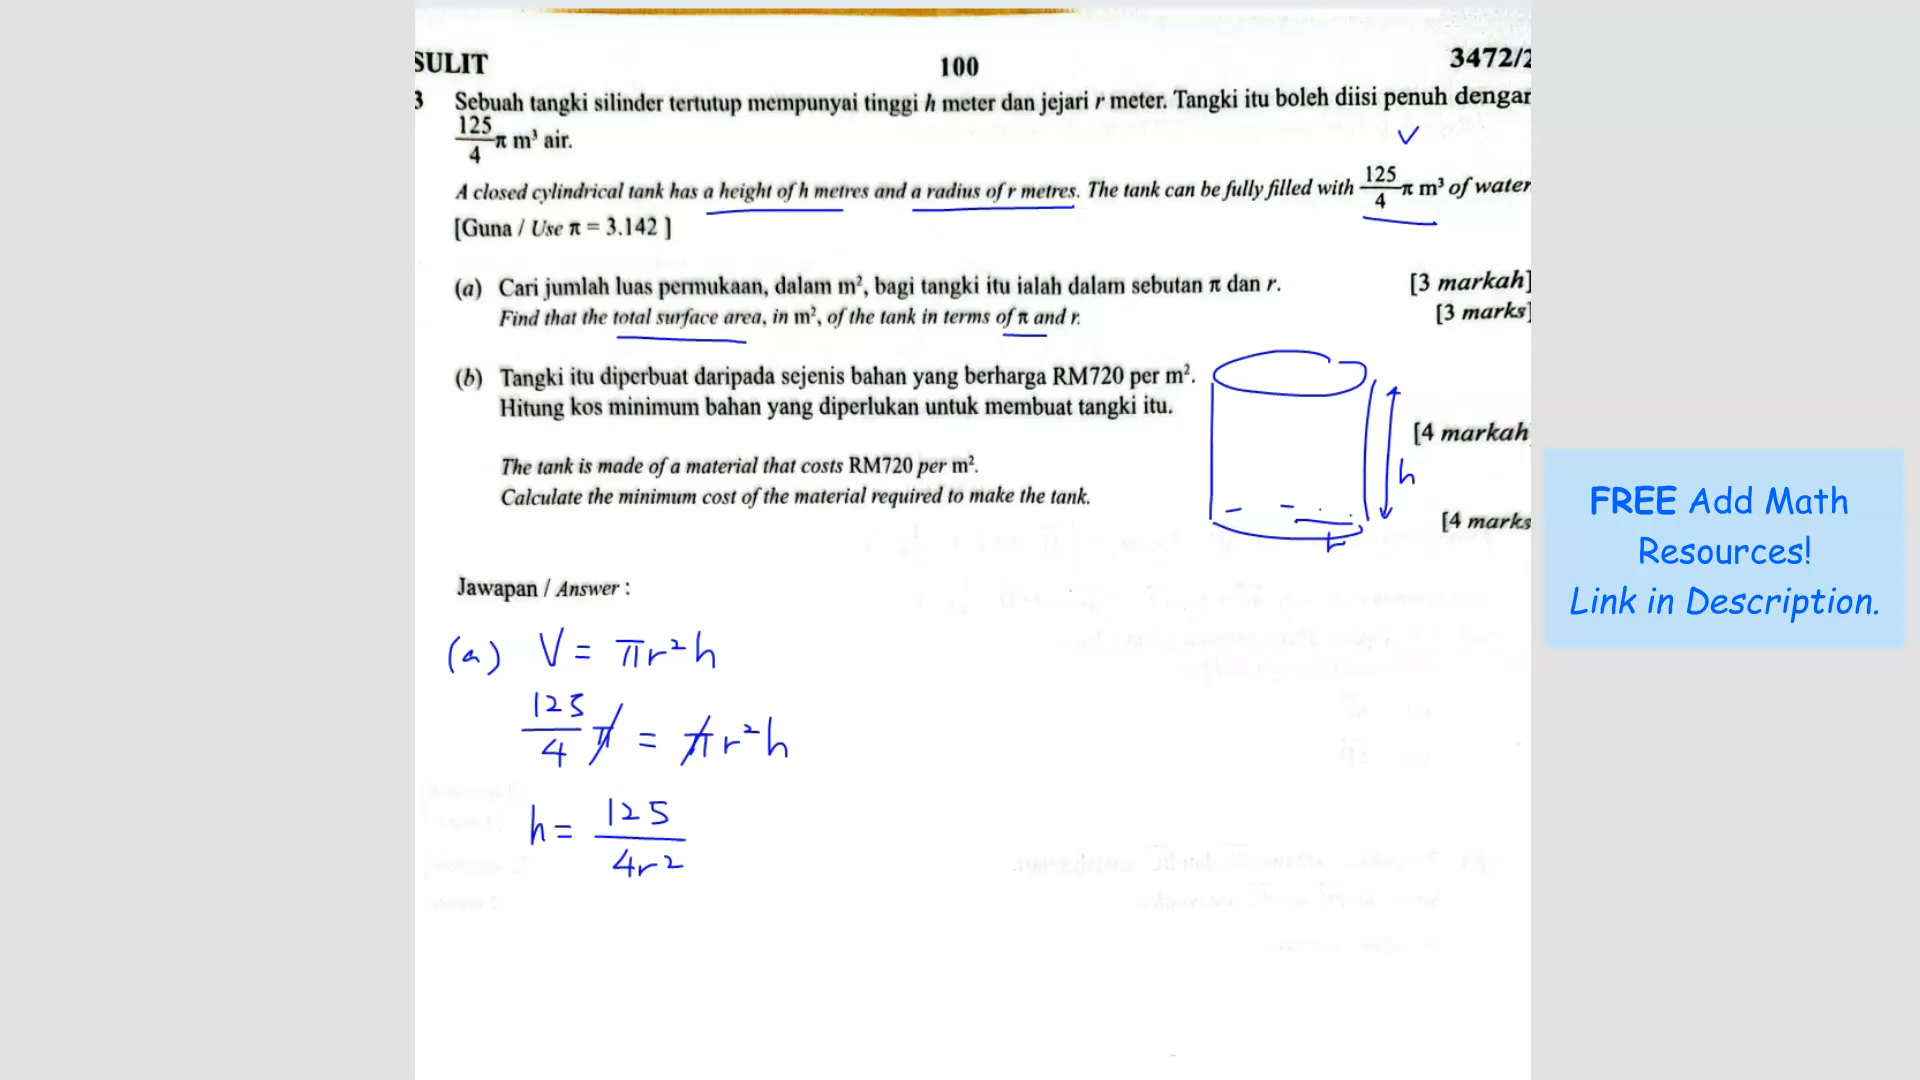 SULIT 100 3472/2
3 Sebuah tangki silinder tertutup mempunyai tinggi h meter dan jejari r meter. Tangki itu boleh diisi penuh dengan
125/4 π m³ air.
V
A closed cylindrical tank has a height of h metres and a radius of r metres. The tank can be fully filled with 125/4 π m³ of water
[Guna / Use π = 3.142 ]
(a) Cari jumlah luas permukaan, dalam m², bagi tangki itu ialah dalam sebutan π dan r. [3 markah]
Find that the total surface area, in m², of the tank in terms of π and r. [3 marks]
(b) Tangki itu diperbuat daripada sejenis bahan yang berharga RM720 per m².
Hitung kos minimum bahan yang diperlukan untuk membuat tangki itu.
[4 markah
The tank is made of a material that costs RM720 per m².
Calculate the minimum cost of the material required to make the tank.
[4 marks
h
r
Jawapan / Answer :
(a) V = πr²h
125/4 π = πr²h
h = 125/4r²
FREE Add Math
Resources!
Link in Description.